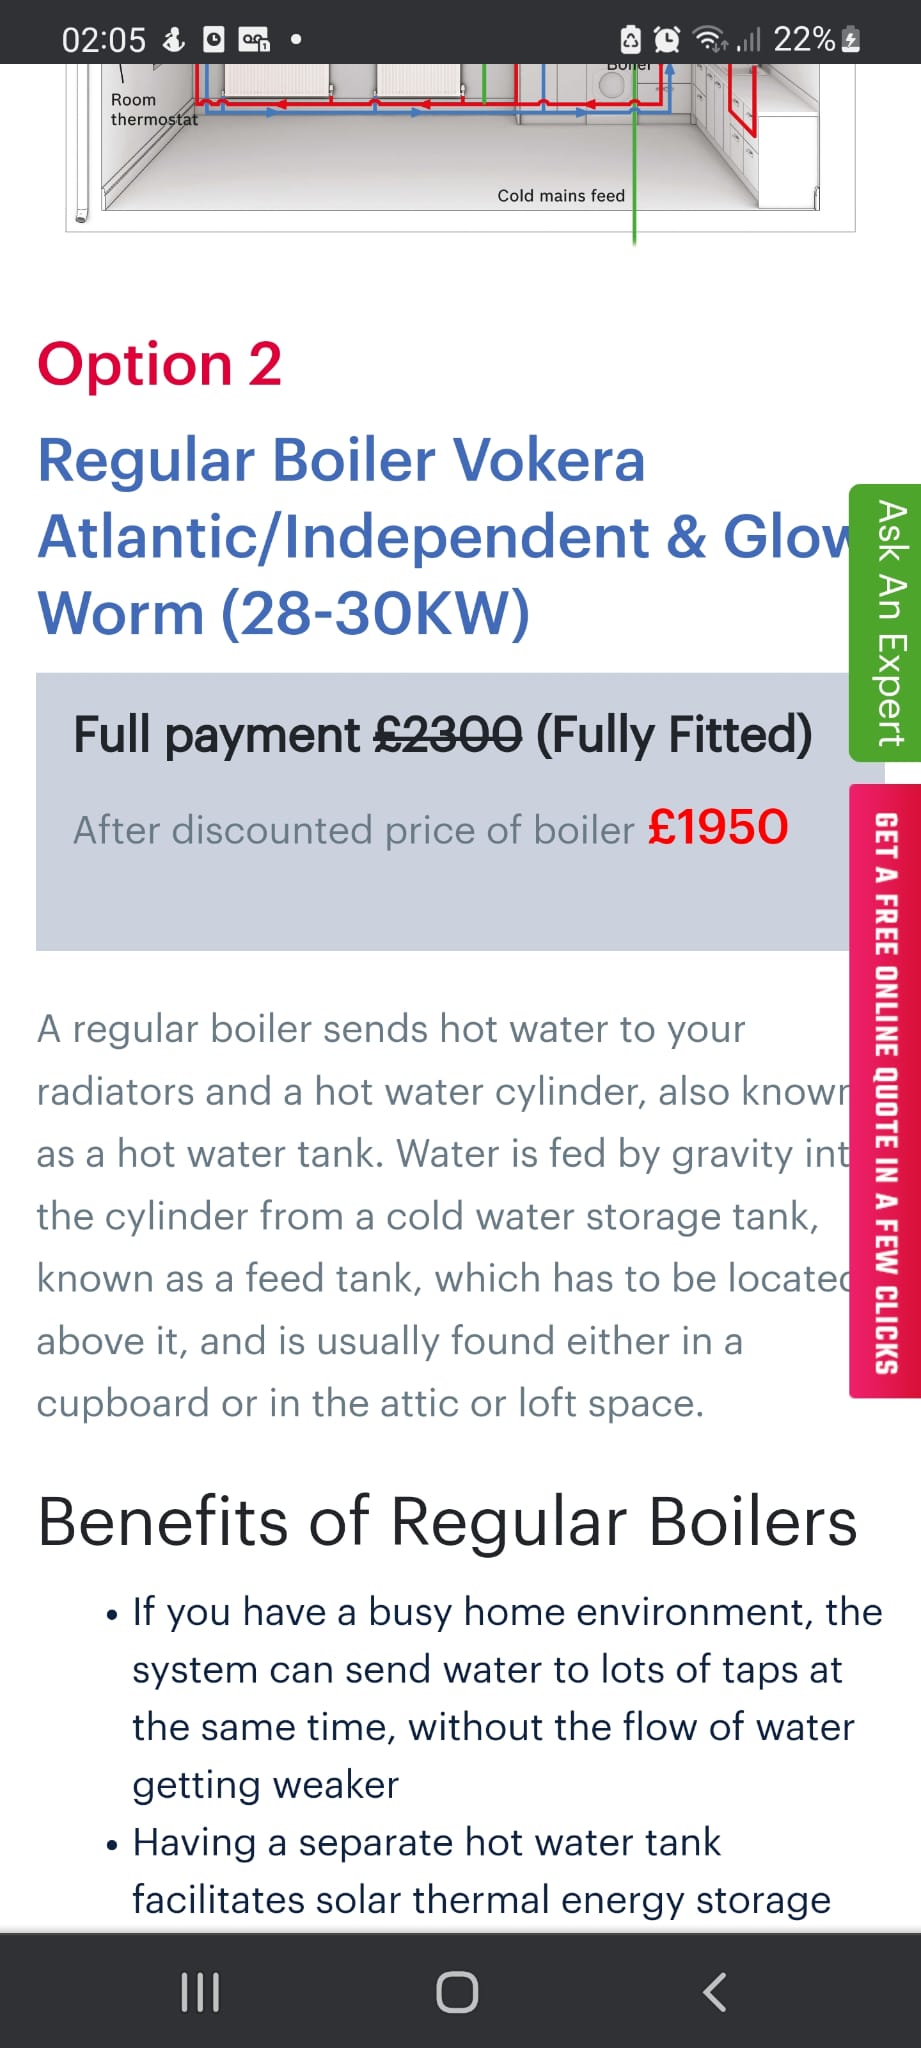 02:05
22%
Boiler
Room
thermostat
Cold mains feed
Option 2
Regular Boiler Vokera
Atlantic/Independent & Glow
Worm (28-30KW)
Ask An Expert
Full payment £2300 (Fully Fitted)
After discounted price of boiler £1950
GET A FREE ONLINE QUOTE IN A FEW CLICKS
A regular boiler sends hot water to your
radiators and a hot water cylinder, also known
as a hot water tank. Water is fed by gravity int
the cylinder from a cold water storage tank,
known as a feed tank, which has to be located
above it, and is usually found either in a
cupboard or in the attic or loft space.
Benefits of Regular Boilers
• If you have a busy home environment, the
system can send water to lots of taps at
the same time, without the flow of water
getting weaker
• Having a separate hot water tank
facilitates solar thermal energy storage